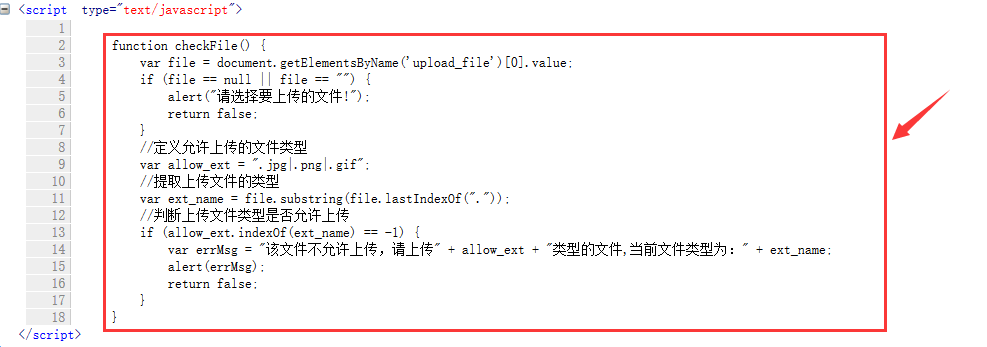 <script type="text/javascript">
1
2 function checkFile() {
3 var file = document.getElementsByName('upload_file')[0].value;
4 if (file == null || file == "") {
5 alert("请选择要上传的文件!");
6 return false;
7 }
8 //定义允许上传的文件类型
9 var allow_ext = ".jpg|.png|.gif";
10 //提取上传文件的类型
11 var ext_name = file.substring(file.lastIndexOf("."));
12 //判断上传文件类型是否允许上传
13 if (allow_ext.indexOf(ext_name) == -1) {
14 var errMsg = "该文件不允许上传，请上传" + allow_ext + "类型的文件,当前文件类型为：" + ext_name;
15 alert(errMsg);
16 return false;
17 }
18 }
</script>